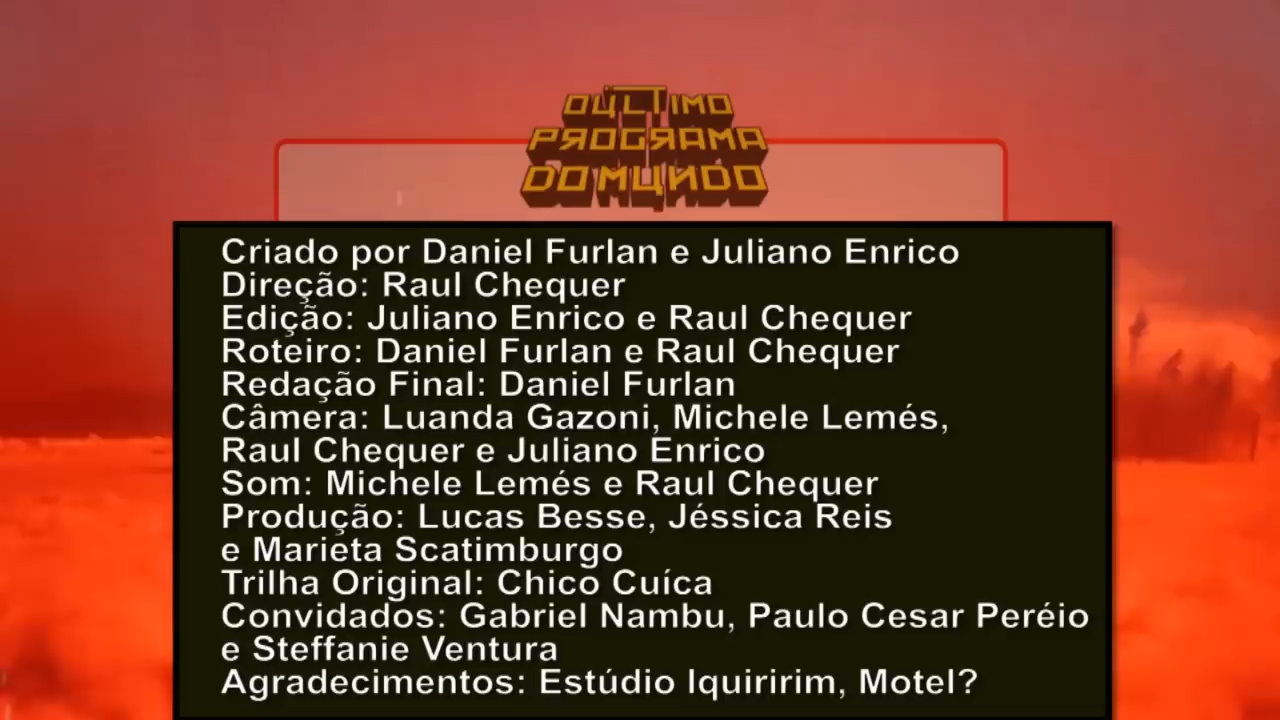 O ÚLTIMO
PROGRAMA
DO MUNDO
Criado por Daniel Furlan e Juliano Enrico
Direção: Raul Chequer
Edição: Juliano Enrico e Raul Chequer
Roteiro: Daniel Furlan e Raul Chequer
Redação Final: Daniel Furlan
Câmera: Luanda Gazoni, Michele Lemés,
Raul Chequer e Juliano Enrico
Som: Michele Lemés e Raul Chequer
Produção: Lucas Besse, Jéssica Reis
e Marieta Scatimburgo
Trilha Original: Chico Cuíca
Convidados: Gabriel Nambu, Paulo Cesar Peréio
e Steffanie Ventura
Agradecimentos: Estúdio Iquiririm, Motel?